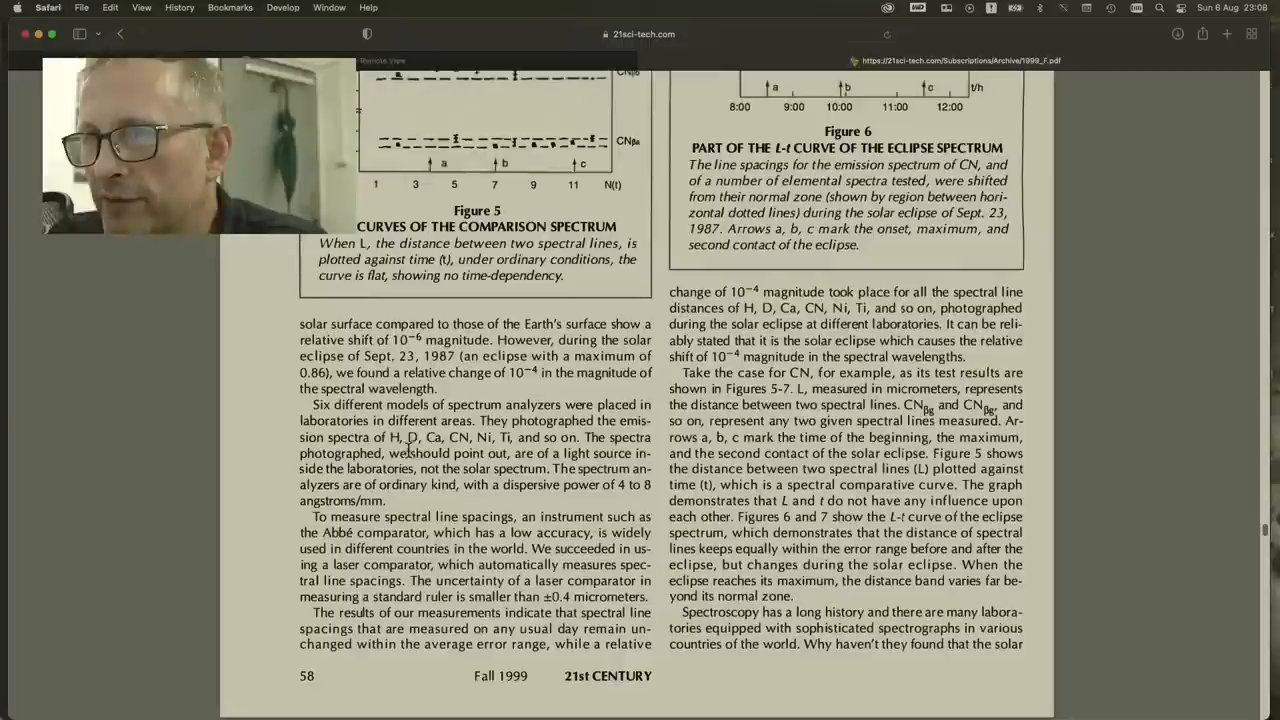 Safari File Edit View History Bookmarks Develop Window Help Sun 6 Aug 23:08
21sci-tech.com
Remote View
https://21sci-tech.com/Subscriptions/Archive/1999_F.pdf
CNβa
a b c
1 3 5 7 9 11 N(t)
Figure 5
CURVES OF THE COMPARISON SPECTRUM
When L, the distance between two spectral lines, is
plotted against time (t), under ordinary conditions, the
curve is flat, showing no time-dependency.
solar surface compared to those of the Earth's surface show a
relative shift of 10⁻⁶ magnitude. However, during the solar
eclipse of Sept. 23, 1987 (an eclipse with a maximum of
0.86), we found a relative change of 10⁻⁴ in the magnitude of
the spectral wavelength.
Six different models of spectrum analyzers were placed in
laboratories in different areas. They photographed the emis-
sion spectra of H, D, Ca, CN, Ni, Ti, and so on. The spectra
photographed, we should point out, are of a light source in-
side the laboratories, not the solar spectrum. The spectrum an-
alyzers are of ordinary kind, with a dispersive power of 4 to 8
angstroms/mm.
To measure spectral line spacings, an instrument such as
the Abbé comparator, which has a low accuracy, is widely
used in different countries in the world. We succeeded in us-
ing a laser comparator, which automatically measures spec-
tral line spacings. The uncertainty of a laser comparator in
measuring a standard ruler is smaller than ±0.4 micrometers.
The results of our measurements indicate that spectral line
spacings that are measured on any usual day remain un-
changed within the average error range, while a relative
a b c t/h
8:00 9:00 10:00 11:00 12:00
Figure 6
PART OF THE L-t CURVE OF THE ECLIPSE SPECTRUM
The line spacings for the emission spectrum of CN, and
of a number of elemental spectra tested, were shifted
from their normal zone (shown by region between hori-
zontal dotted lines) during the solar eclipse of Sept. 23,
1987. Arrows a, b, c mark the onset, maximum, and
second contact of the eclipse.
change of 10⁻⁴ magnitude took place for all the spectral line
distances of H, D, Ca, CN, Ni, Ti, and so on, photographed
during the solar eclipse at different laboratories. It can be reli-
ably stated that it is the solar eclipse which causes the relative
shift of 10⁻⁴ magnitude in the spectral wavelengths.
Take the case for CN, for example, as its test results are
shown in Figures 5-7. L, measured in micrometers, represents
the distance between two spectral lines. CNβg and CNβg', and
so on, represent any two given spectral lines measured. Ar-
rows a, b, c mark the time of the beginning, the maximum,
and the second contact of the solar eclipse. Figure 5 shows
the distance between two spectral lines (L) plotted against
time (t), which is a spectral comparative curve. The graph
demonstrates that L and t do not have any influence upon
each other. Figures 6 and 7 show the L-t curve of the eclipse
spectrum, which demonstrates that the distance of spectral
lines keeps equally within the error range before and after the
eclipse, but changes during the solar eclipse. When the
eclipse reaches its maximum, the distance band varies far be-
yond its normal zone.
Spectroscopy has a long history and there are many labora-
tories equipped with sophisticated spectrographs in various
countries of the world. Why haven't they found that the solar
58 Fall 1999 21st CENTURY